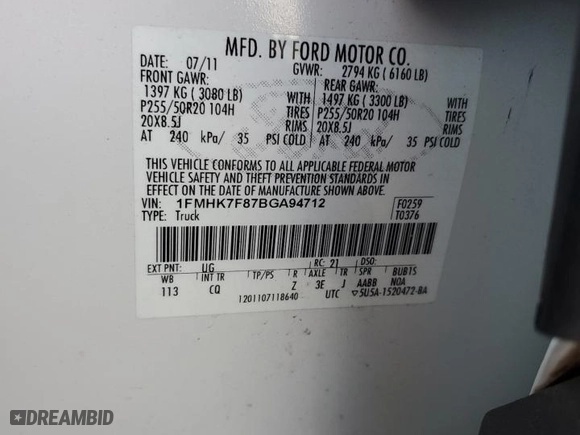 MFD. BY FORD MOTOR CO.
DATE: 07/11 GVWR: 2794 KG ( 6160 LB)
FRONT GAWR: REAR GAWR:
1397 KG ( 3080 LB) WITH 1497 KG ( 3300 LB) WITH
P255/50R20 104H TIRES P255/50R20 104H TIRES
20X8.5J RIMS 20X8.5J RIMS
AT 240 kPa/ 35 PSI COLD AT 240 kPa/ 35 PSI COLD
THIS VEHICLE CONFORMS TO ALL APPLICABLE FEDERAL MOTOR
VEHICLE SAFETY AND THEFT PREVENTION STANDARDS IN
EFFECT ON THE DATE OF MANUFACTURE SHOWN ABOVE.
VIN: 1FMHK7F87BGA94712 F0259
TYPE: Truck T0376
EXT PNT: UG RC: 21 DSO:
WB INT TR TP/PS R AXLE TR SPR BUBTS
113 CQ Z 3E J AABB NOA
1201107118640 UTC ▽5U5A-1520472-BA
DREAMBID